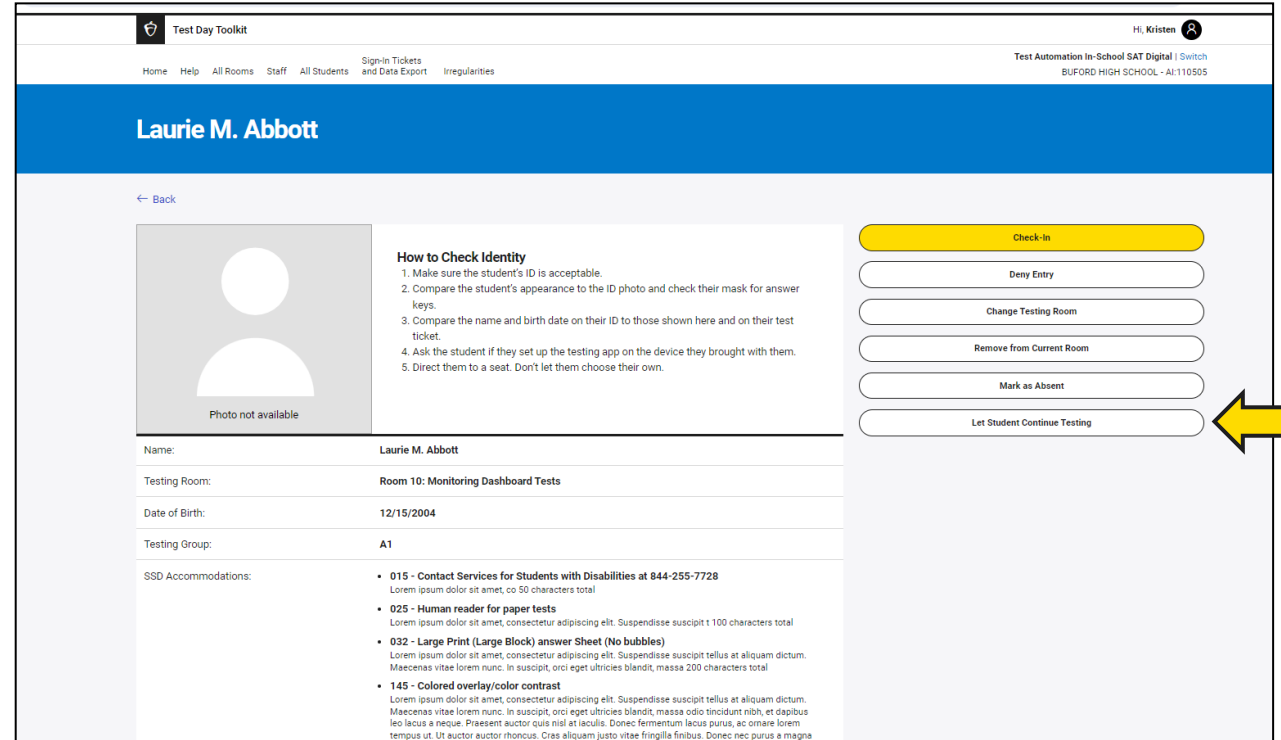 Test Day Toolkit
Hi, Kristen
Home Help All Rooms Staff All Students Sign-In Tickets and Data Export Irregularities
Test Automation In-School SAT Digital | Switch
BUFORD HIGH SCHOOL - AI:110505
Laurie M. Abbott
← Back
Photo not available
How to Check Identity
1. Make sure the student's ID is acceptable.
2. Compare the student's appearance to the ID photo and check their mask for answer
keys.
3. Compare the name and birth date on their ID to those shown here and on their test
ticket.
4. Ask the student if they set up the testing app on the device they brought with them.
5. Direct them to a seat. Don't let them choose their own.
Check-In
Deny Entry
Change Testing Room
Remove from Current Room
Mark as Absent
Let Student Continue Testing
Name: Laurie M. Abbott
Testing Room: Room 10: Monitoring Dashboard Tests
Date of Birth: 12/15/2004
Testing Group: A1
SSD Accommodations:
• 015 - Contact Services for Students with Disabilities at 844-255-7728
Lorem ipsum dolor sit amet, co 50 characters total
• 025 - Human reader for paper tests
Lorem ipsum dolor sit amet, consectetur adipiscing elit. Suspendisse suscipit t 100 characters total
• 032 - Large Print (Large Block) answer Sheet (No bubbles)
Lorem ipsum dolor sit amet, consectetur adipiscing elit. Suspendisse suscipit tellus at aliquam dictum.
Maecenas vitae lorem nunc. In suscipit, orci eget ultricies blandit, massa 200 characters total
• 145 - Colored overlay/color contrast
Lorem ipsum dolor sit amet, consectetur adipiscing elit. Suspendisse suscipit tellus at aliquam dictum.
Maecenas vitae lorem nunc. In suscipit, orci eget ultricies blandit, massa odio tincidunt nibh, et dapibus
leo lacus a neque. Praesent auctor quis nisl at iaculis. Donec fermentum lacus purus, ac ornare lorem
tempus ut. Ut auctor auctor rhoncus. Cras aliquam justo vitae fringilla finibus. Donec nec purus a magna